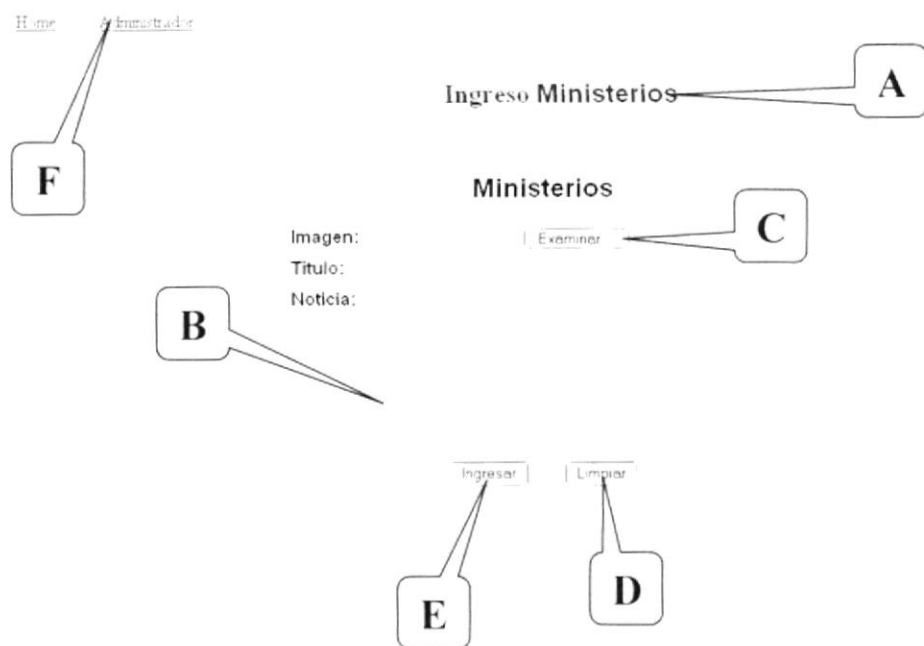 Home Administrador
A
Ingreso Ministerios
F
Ministerios
C
Imagen:
Examinar
Titulo:
Noticia:
B
Ingresar Limpiar
E
D